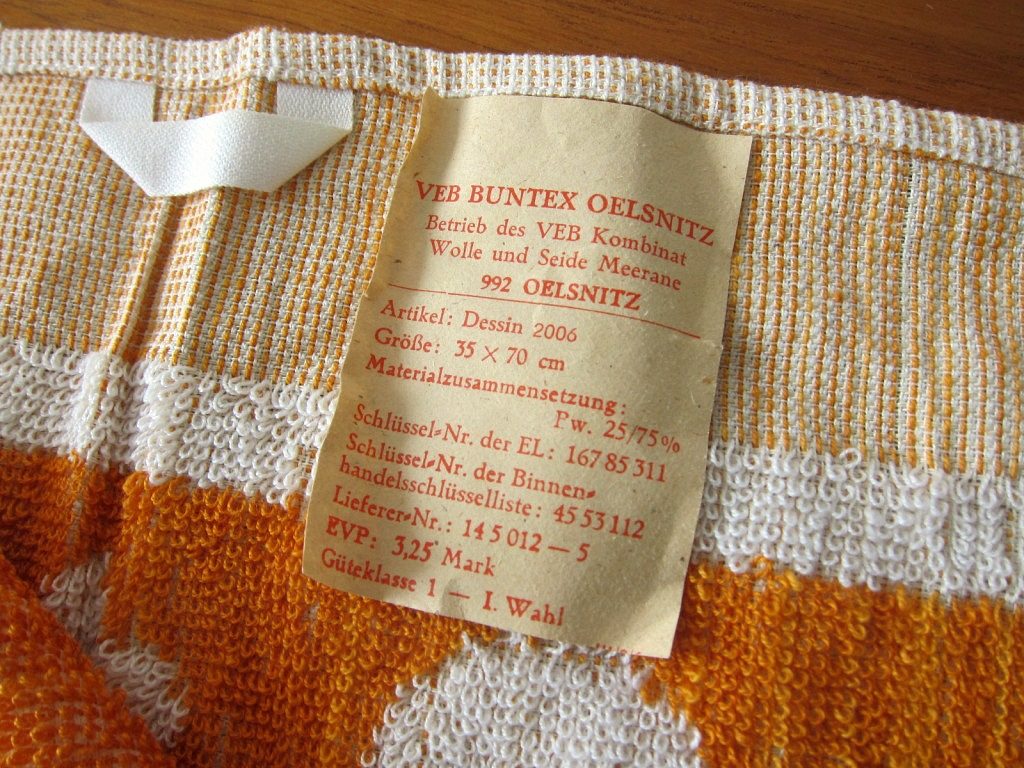 VEB BUNTEX OELSNITZ
Betrieb des VEB Kombinat
Wolle und Seide Meerane
992 OELSNITZ
Artikel: Dessin 2006
Größe: 35 × 70 cm
Materialzusammensetzung:
Pw. 25/75%
Schlüssel-Nr. der EL: 167 85 311
Schlüssel-Nr. der Binnen-
handelsschlüsselliste: 45 53 112
Lieferer-Nr.: 14 5 012 — 5
EVP: 3,25 Mark
Güteklasse 1 — I. Wahl